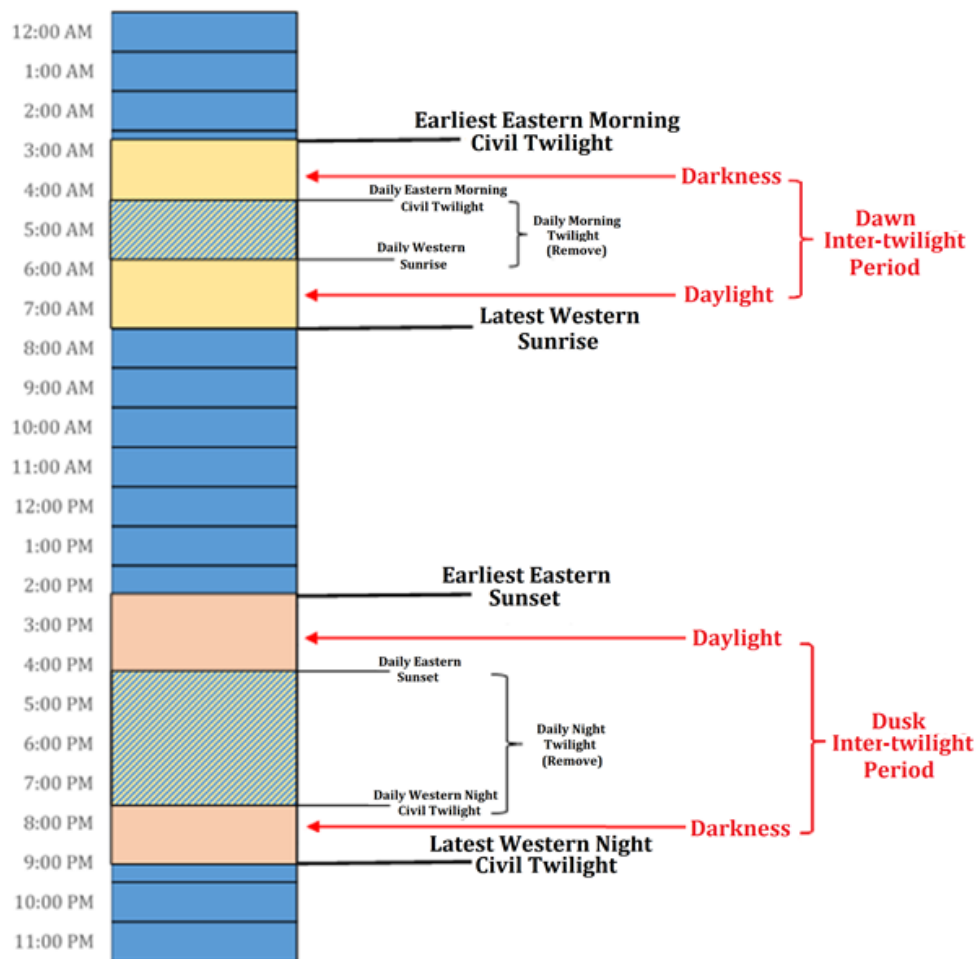 12:00 AM
1:00 AM
2:00 AM
3:00 AM
4:00 AM
5:00 AM
6:00 AM
7:00 AM
8:00 AM
9:00 AM
10:00 AM
11:00 AM
12:00 PM
1:00 PM
2:00 PM
3:00 PM
4:00 PM
5:00 PM
6:00 PM
7:00 PM
8:00 PM
9:00 PM
10:00 PM
11:00 PM
Earliest Eastern Morning
Civil Twilight
Darkness
Daily Eastern Morning
Civil Twilight
Daily Morning
Twilight
(Remove)
Daily Western
Sunrise
Dawn
Inter-twilight
Period
Daylight
Latest Western
Sunrise
Earliest Eastern
Sunset
Daylight
Daily Eastern
Sunset
Daily Night
Twilight
(Remove)
Dusk
Inter-twilight
Period
Daily Western Night
Civil Twilight
Darkness
Latest Western Night
Civil Twilight